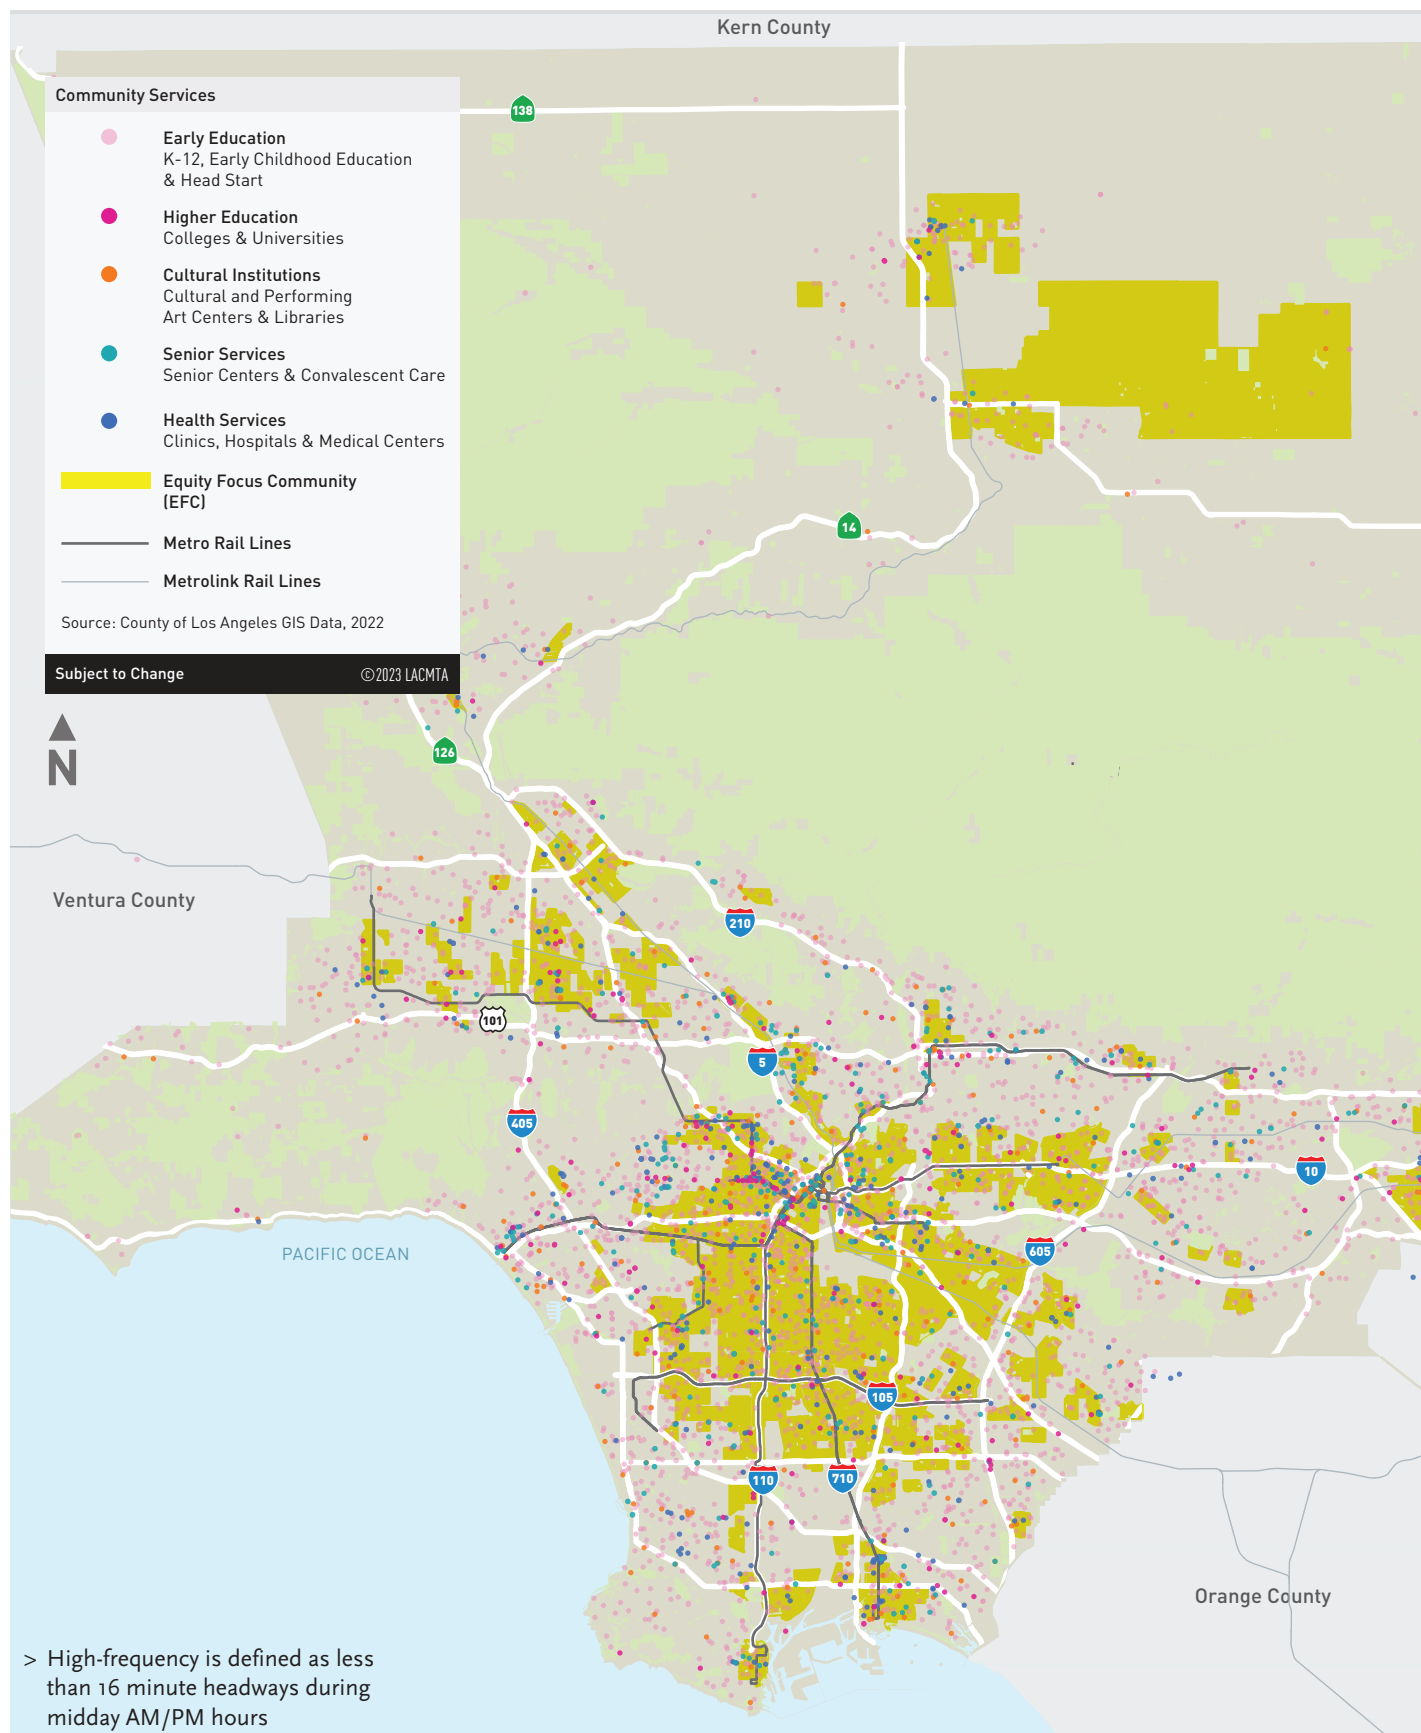 Kern County
Community Services
Early Education
K-12, Early Childhood Education
& Head Start
Higher Education
Colleges & Universities
Cultural Institutions
Cultural and Performing
Art Centers & Libraries
Senior Services
Senior Centers & Convalescent Care
Health Services
Clinics, Hospitals & Medical Centers
Equity Focus Community
(EFC)
Metro Rail Lines
Metrolink Rail Lines
Source: County of Los Angeles GIS Data, 2022
Subject to Change
©2023 LACMTA
138
14
N
126
Ventura County
210
101
5
405
10
PACIFIC OCEAN
605
105
110
710
Orange County
> High-frequency is defined as less
than 16 minute headways during
midday AM/PM hours